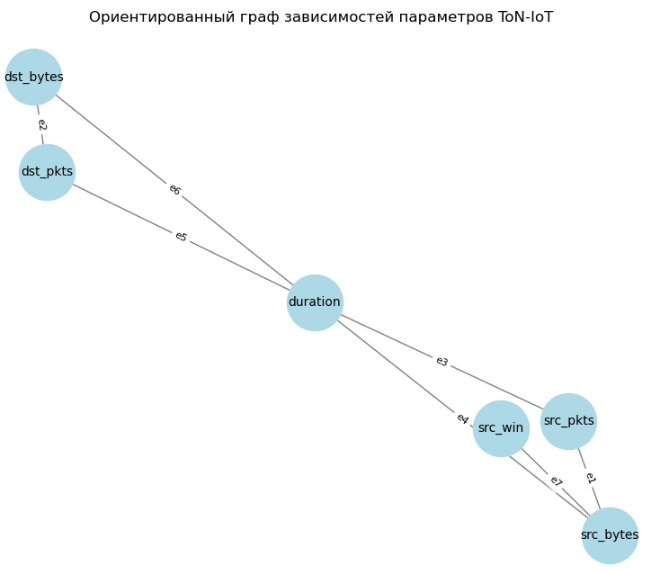 Ориентированный граф зависимостей параметров ToN-IoT
dst_bytes
e2
dst_pkts
e6
e5
duration
e3
e4
src_win
src_pkts
e7
e1
src_bytes